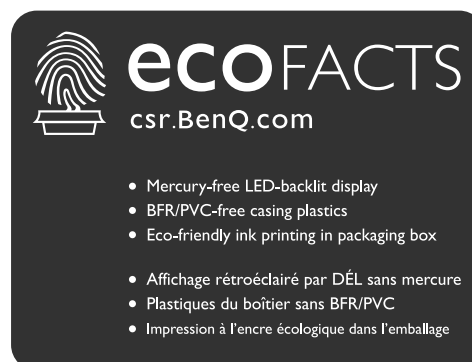 ecoFACTS
csr.BenQ.com
• Mercury-free LED-backlit display
• BFR/PVC-free casing plastics
• Eco-friendly ink printing in packaging box
• Affichage rétroéclairé par DÉL sans mercure
• Plastiques du boîtier sans BFR/PVC
• Impression à l'encre écologique dans l'emballage